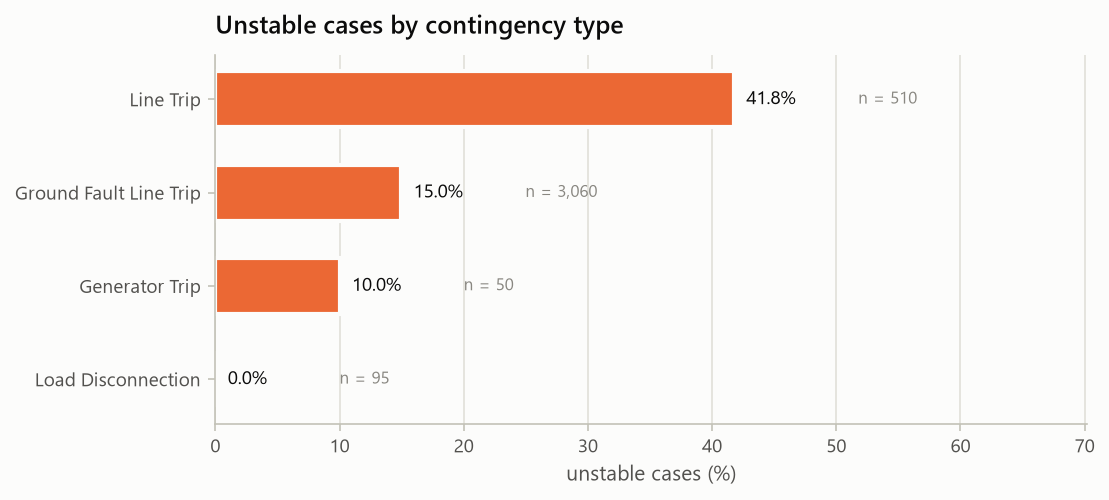 Unstable cases by contingency type
Line Trip 41.8% n = 510
Ground Fault Line Trip 15.0% n = 3,060
Generator Trip 10.0% n = 50
Load Disconnection 0.0% n = 95
0 10 20 30 40 50 60 70
unstable cases (%)